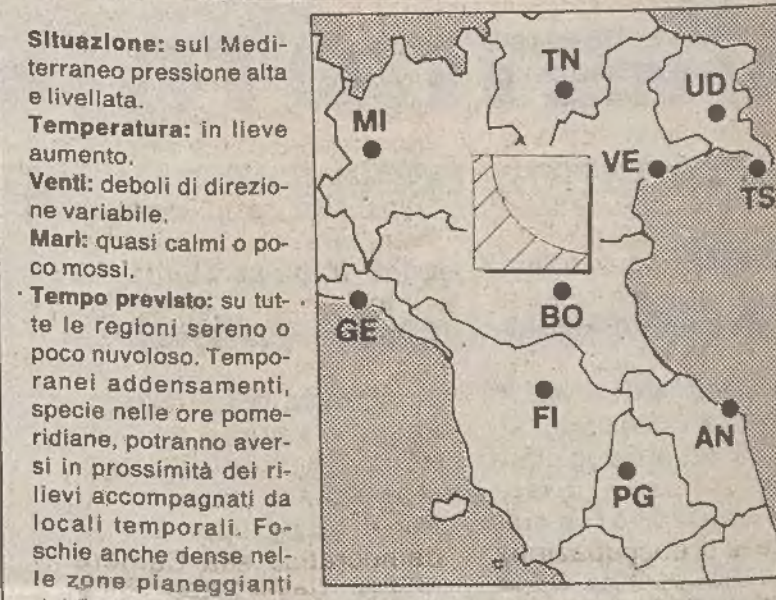 Situazione: sul Medi-
terraneo pressione alta
e livellata.
Temperatura: in lieve
aumento.
Venti: deboli di direzio-
ne variabile.
Mari: quasi calmi o po-
co mossi.
Tempo previsto: su tut-
te le regioni sereno o
poco nuvoloso. Tempo-
ranei addensamenti,
specie nelle ore pome-
ridiane, potranno aver-
si in prossimità dei ri-
lievi accompagnati da
locali temporali. Fo-
schie anche dense nel-
le zone pianeggianti
TN
UD
MI
VE
TS
BO
GE
FI
AN
PG